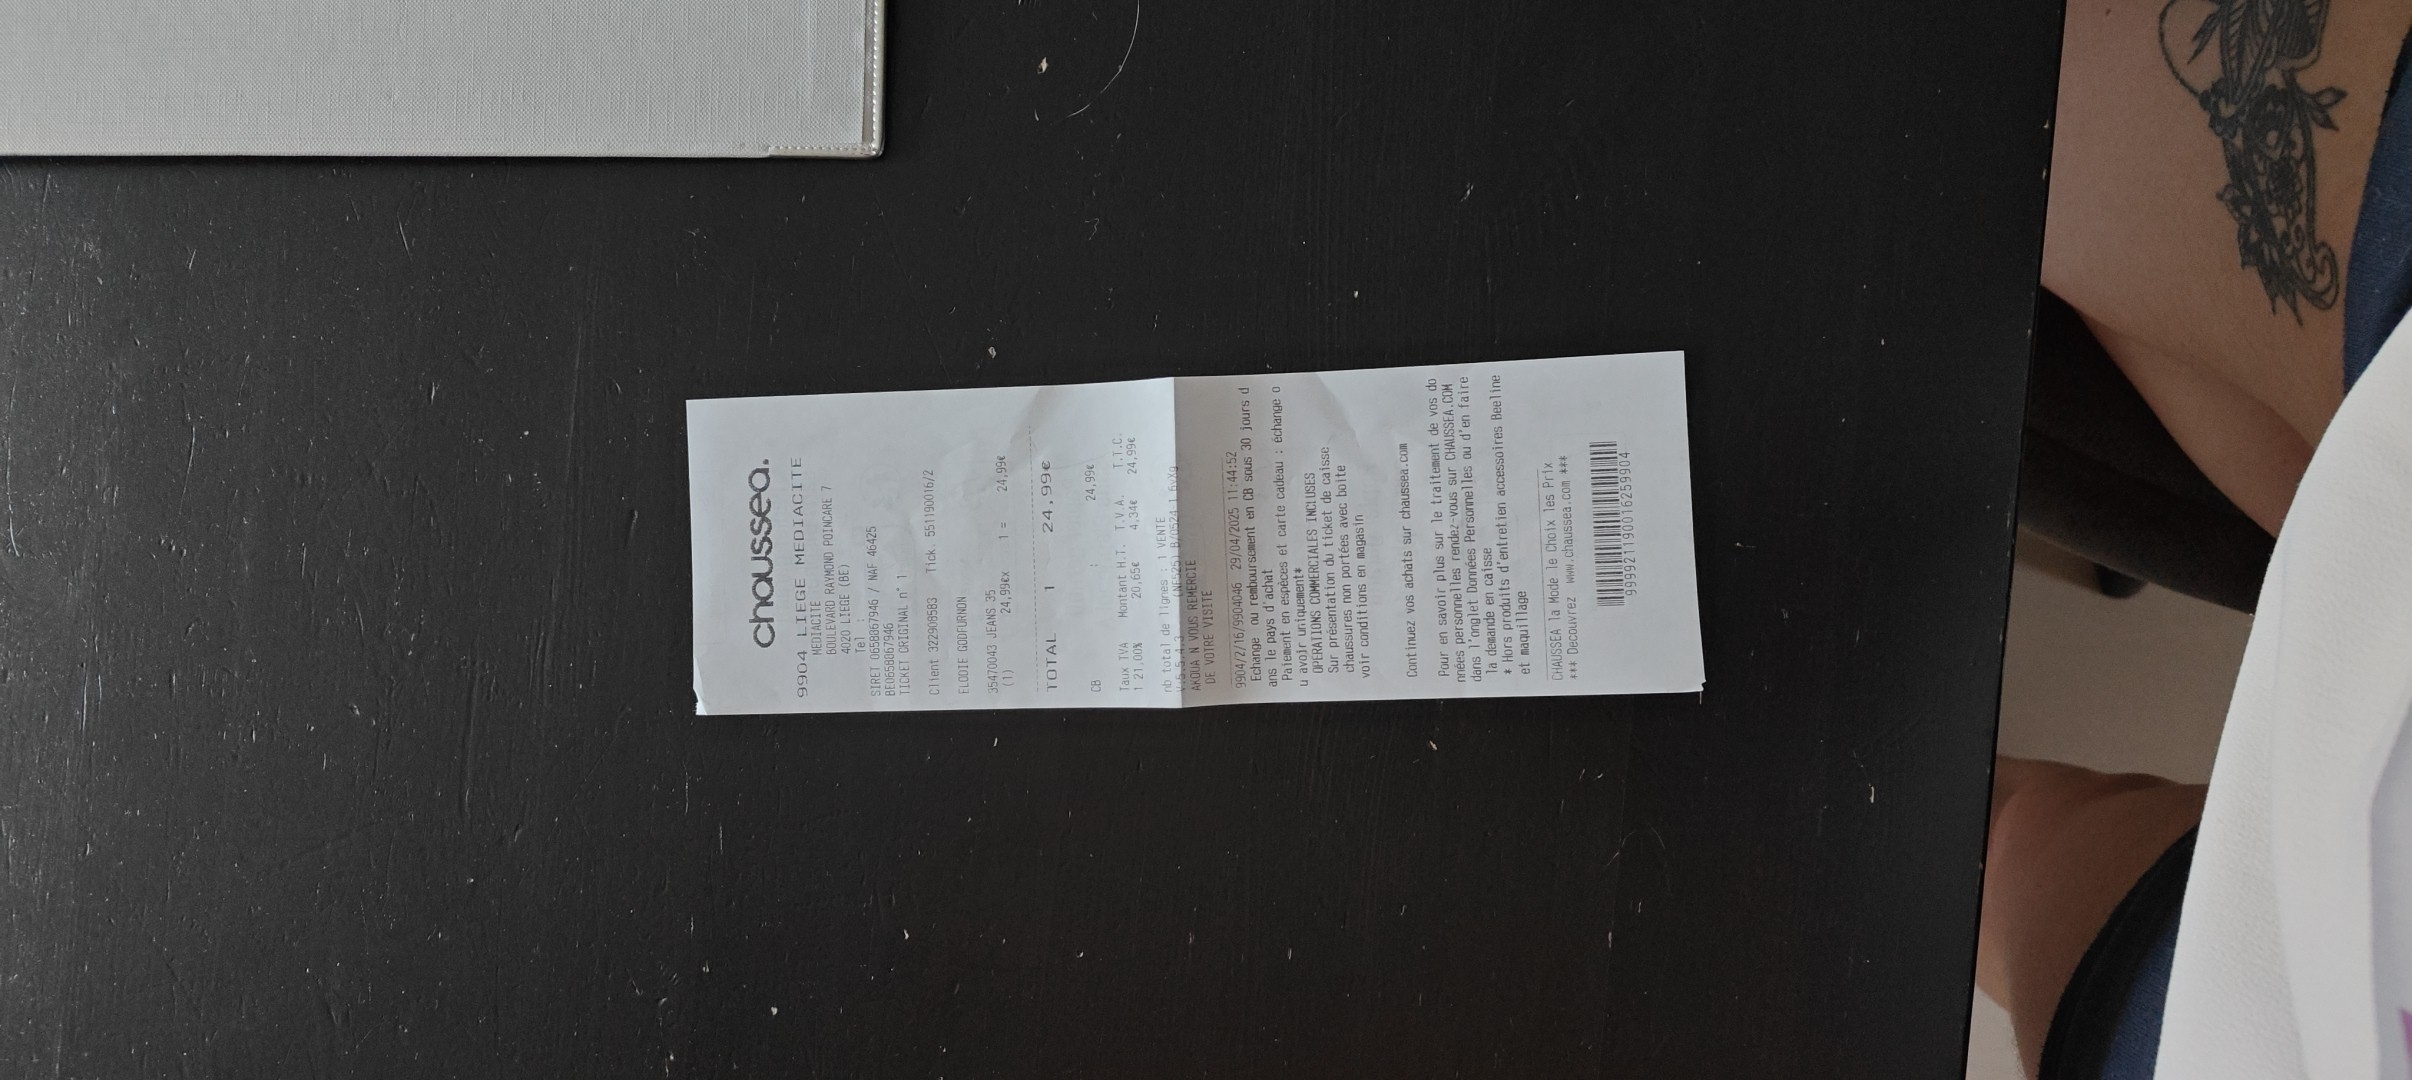 chaussea.
9904 LIEGE MEDIACITE
MEDIACITE
BOULEVARD RAYMOND POINCARE 7
4020 LIEGE (BE)
Tel :
SIRET 0658867946 / NAF 46425
BE0658867946
TICKET ORIGINAL n° 1
Client 322908583 Tick. 551190016/2
ELODIE GODFURNON
35470043 JEANS 35
(1) 24,99€x 1 = 24,99€
TOTAL 1 24,99€
CB : 24,99€
Taux TVA Montant H.T. T.V.A. T.T.C.
1 21,00% 20,65€ 4,34€ 24,99€
nb total de lignes : 1 VENTE
AKOUA N VOUS REMERCIE
DE VOTRE VISITE
9904/2/16/9904046 29/04/2025 11:44:52
Echange ou remboursement en CB sous 30 jours d
ans le pays d'achat
Paiement en espèces et carte cadeau : échange o
u avoir uniquement*
OPERATIONS COMMERCIALES INCLUSES
Sur présentation du ticket de caisse
chaussures non portées avec boite
voir conditions en magasin
Continuez vos achats sur chaussea.com
Pour en savoir plus sur le traitement de vos do
nnées personnelles rendez-vous sur CHAUSSEA.COM
dans l'onglet Données Personnelles ou d'en faire
la demande en caisse
* Hors produits d'entretien accessoires Beeline
et maquillage
CHAUSSEA la Mode le Choix les Prix
*** Decouvrez www.chaussea.com ***
999921190016259904